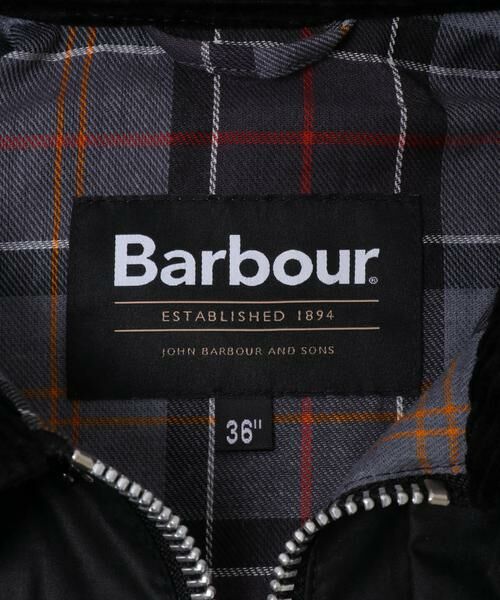 Barbour®
ESTABLISHED 1894
JOHN BARBOUR AND SONS
36"